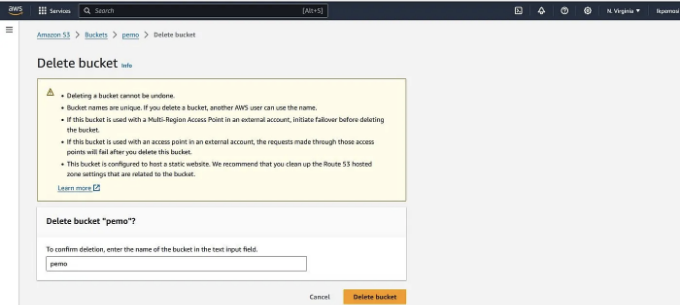 aws Services Search [Alt+S] N. Virginia
Amazon S3 > Buckets > pemo > Delete bucket
Delete bucket Info
• Deleting a bucket cannot be undone.
• Bucket names are unique. If you delete a bucket, another AWS user can use the name.
• If this bucket is used with a Multi-Region Access Point in an external account, initiate failover before deleting
the bucket.
• If this bucket is used with an access point in an external account, the requests made through those access
points will fail after you delete this bucket.
• This bucket is configured to host a static website. We recommend that you clean up the Route 53 hosted
zone settings that are related to the bucket.
Learn more
Delete bucket "pemo"?
To confirm deletion, enter the name of the bucket in the text input field.
pemo
Cancel Delete bucket